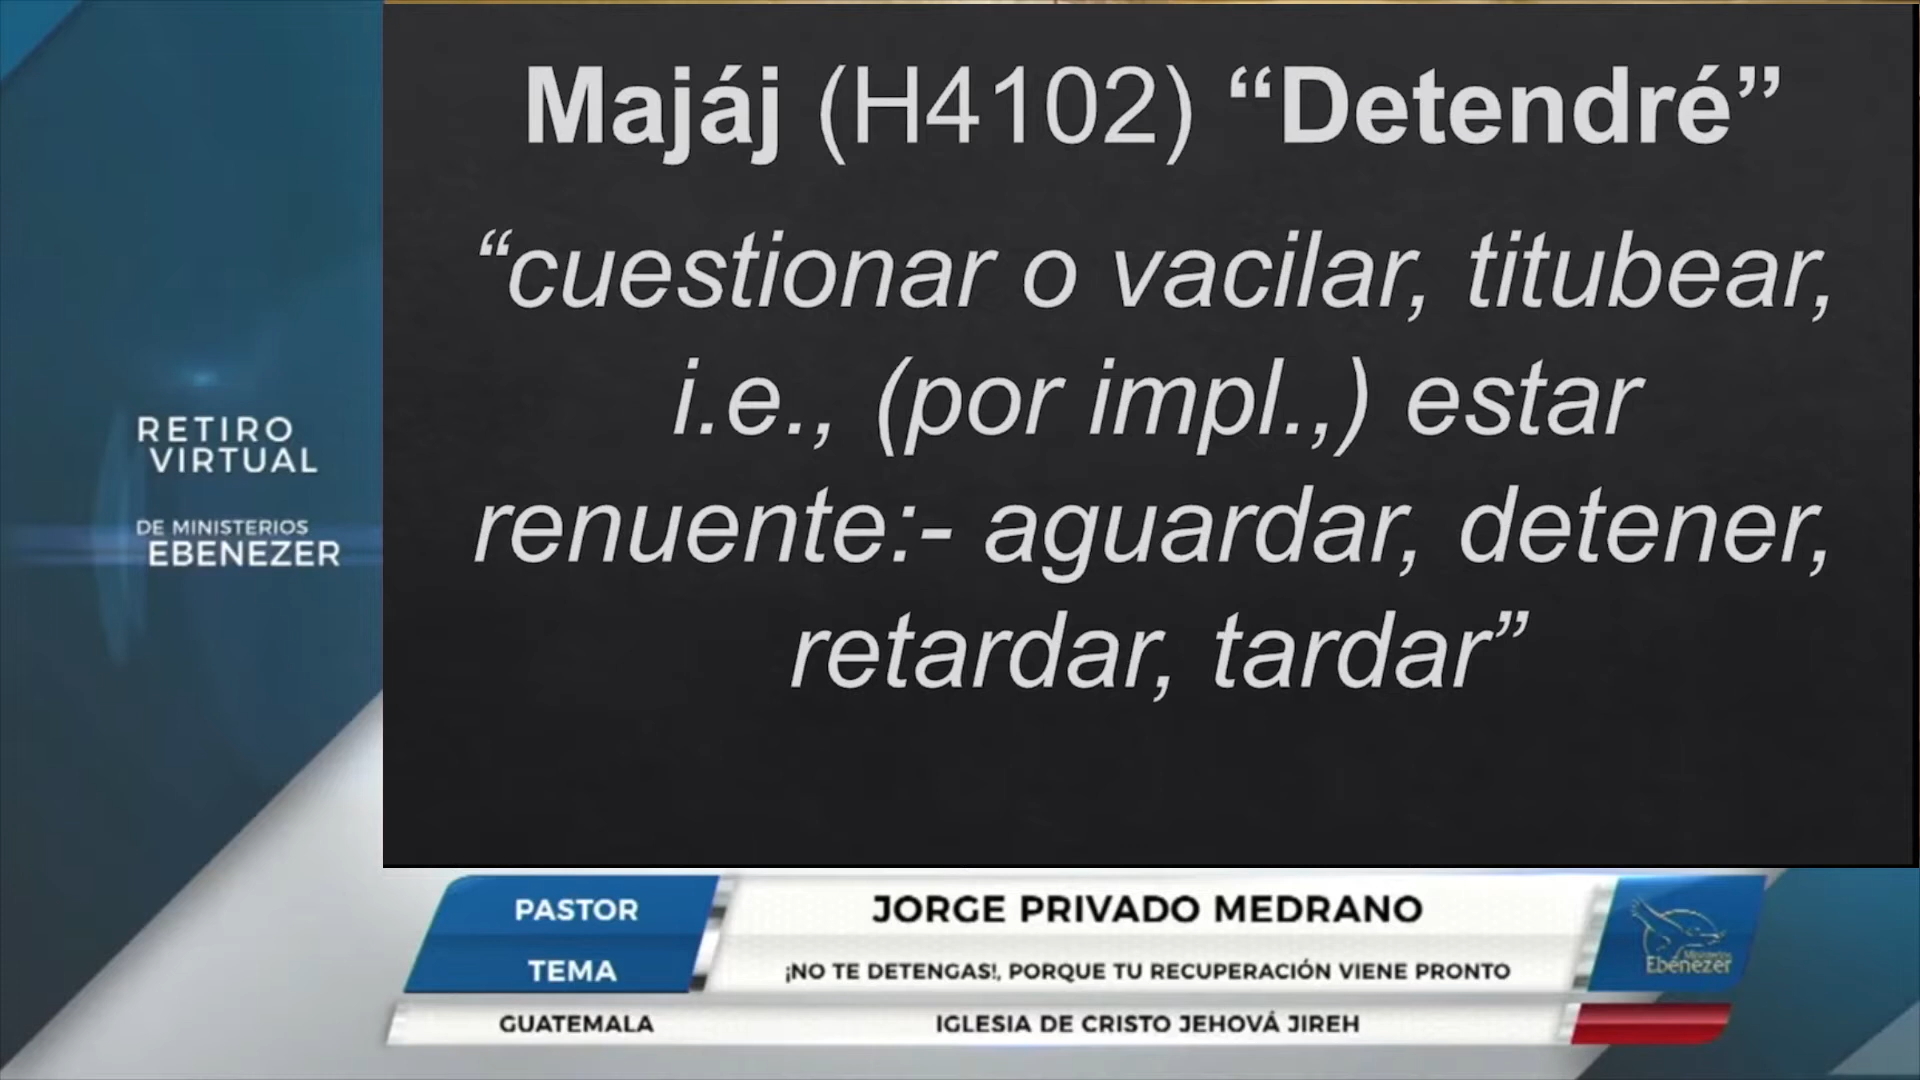 Majáj (H4102) “Detendré”
“cuestionar o vacilar, titubear,
i.e., (por impl.,) estar
renuente:- aguardar, detener,
retardar, tardar”
RETIRO
VIRTUAL
DE MINISTERIOS
EBENEZER
PASTOR
JORGE PRIVADO MEDRANO
TEMA
¡NO TE DETENGAS!, PORQUE TU RECUPERACIÓN VIENE PRONTO
GUATEMALA
IGLESIA DE CRISTO JEHOVÁ JIREH
Ministerios
Ebenezer